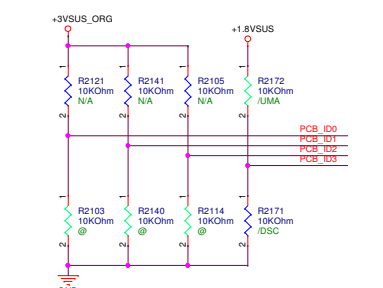 +3VSUS_ORG
+1.8VSUS
1 1 1 1
R2121 R2141 R2105 R2172
10KOhm 10KOhm 10KOhm 10KOhm
N/A N/A N/A /UMA
2 2 2 2
PCB_ID0
PCB_ID1
PCB_ID2
PCB_ID3
1 1 1 1
R2103 R2140 R2114 R2171
10KOhm 10KOhm 10KOhm 10KOhm
@ @ @ /DSC
2 2 2 2